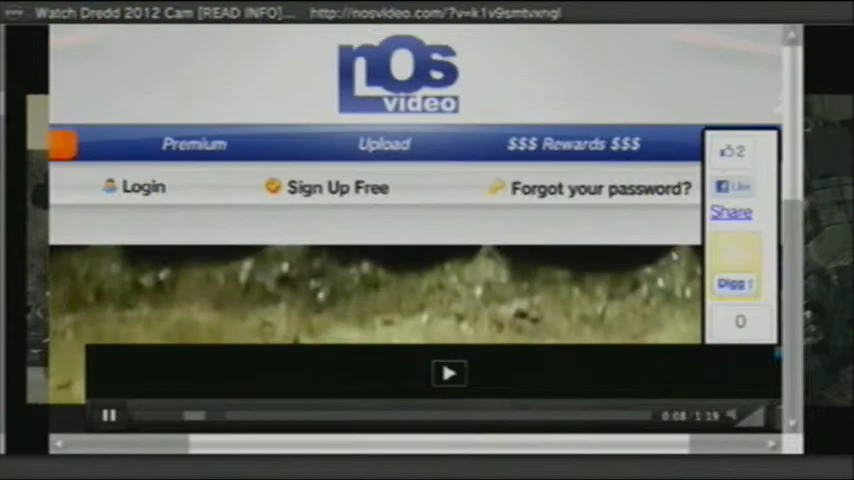 Watch Dredd 2012 Cam [READ INFO]... http://nosvideo.com/?v=k1v9smtvxngl
nOs
video
Premium Upload $$$ Rewards $$$
Login Sign Up Free Forgot your password?
2
Like
Share
Digg
0
0:08 / 1:19